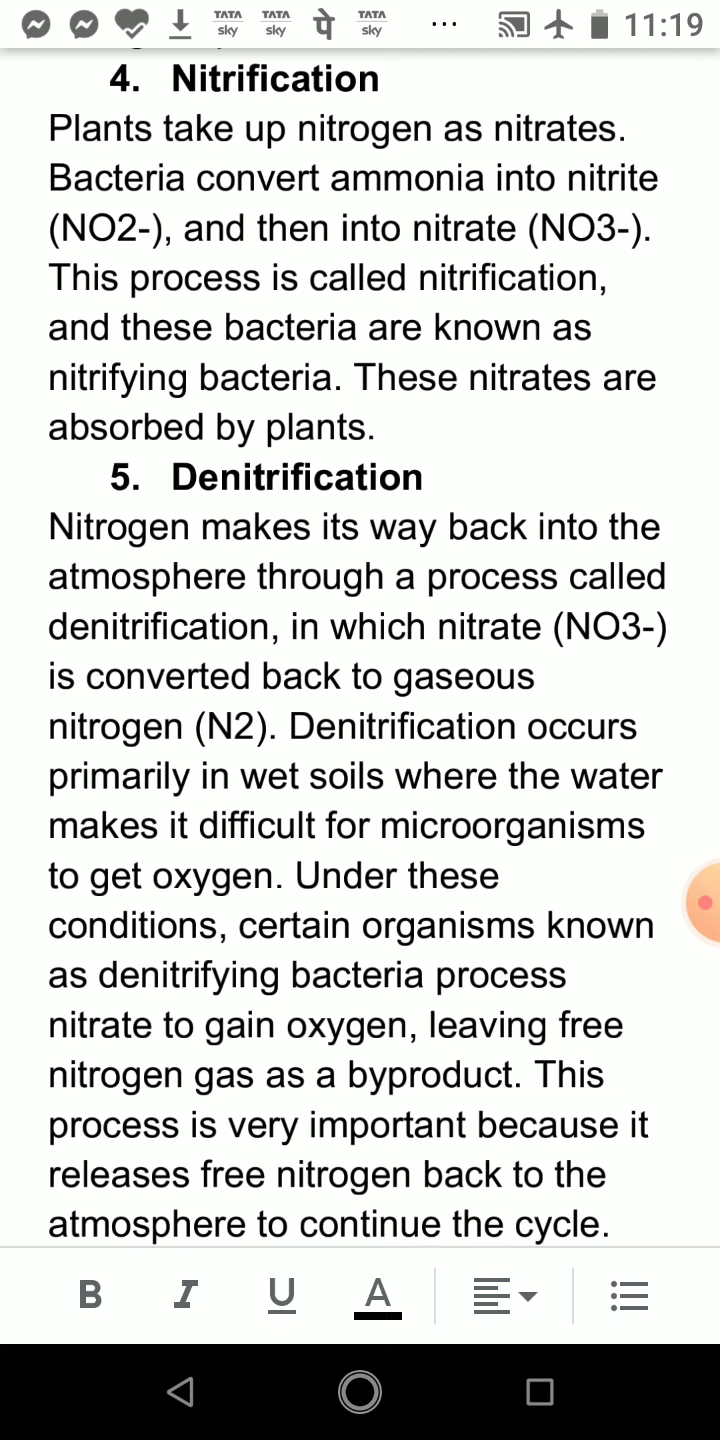 TATA TATA पे TATA ... 11:19
sky sky sky
4. Nitrification
Plants take up nitrogen as nitrates.
Bacteria convert ammonia into nitrite
(NO2-), and then into nitrate (NO3-).
This process is called nitrification,
and these bacteria are known as
nitrifying bacteria. These nitrates are
absorbed by plants.
5. Denitrification
Nitrogen makes its way back into the
atmosphere through a process called
denitrification, in which nitrate (NO3-)
is converted back to gaseous
nitrogen (N2). Denitrification occurs
primarily in wet soils where the water
makes it difficult for microorganisms
to get oxygen. Under these
conditions, certain organisms known
as denitrifying bacteria process
nitrate to gain oxygen, leaving free
nitrogen gas as a byproduct. This
process is very important because it
releases free nitrogen back to the
atmosphere to continue the cycle.
B I U A